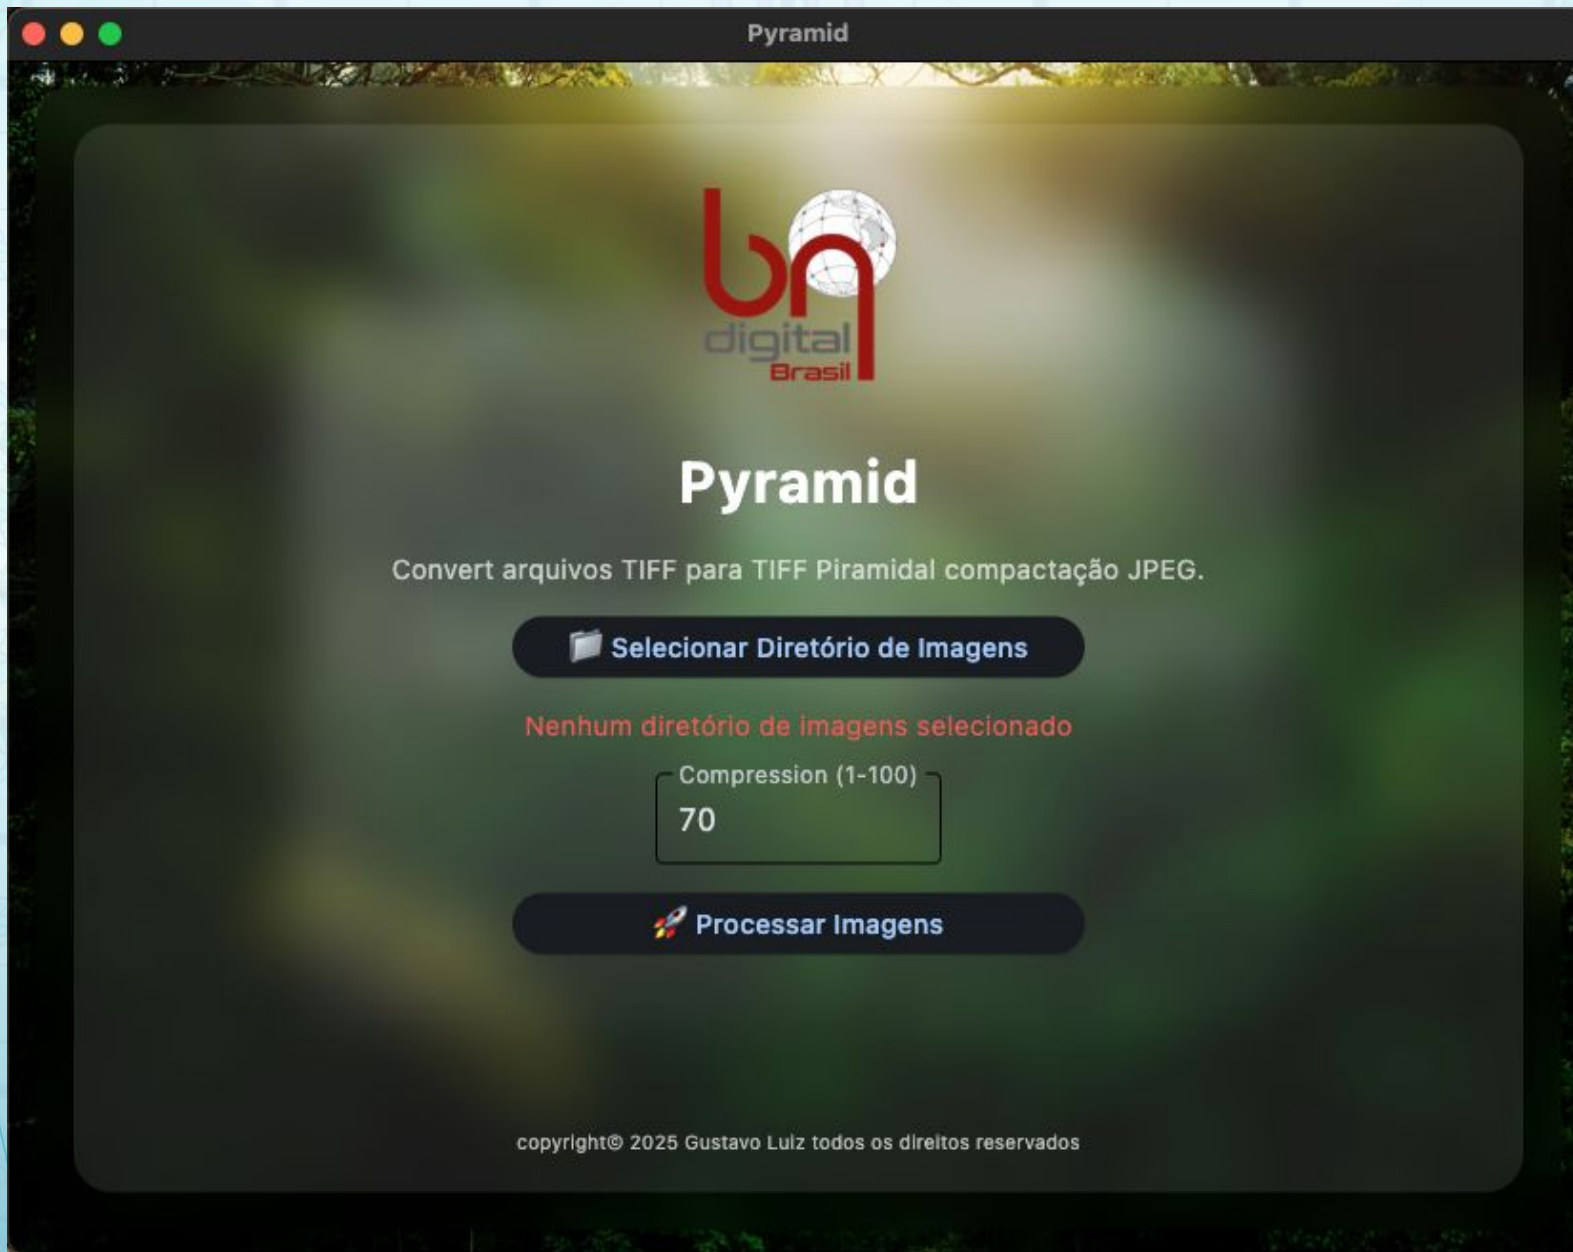 Pyramid
bn
digital
Brasil
Pyramid
Convert arquivos TIFF para TIFF Piramidal compactação JPEG.
Selecionar Diretório de Imagens
Nenhum diretório de imagens selecionado
Compression (1-100)
70
Processar Imagens
copyright© 2025 Gustavo Luiz todos os direitos reservados